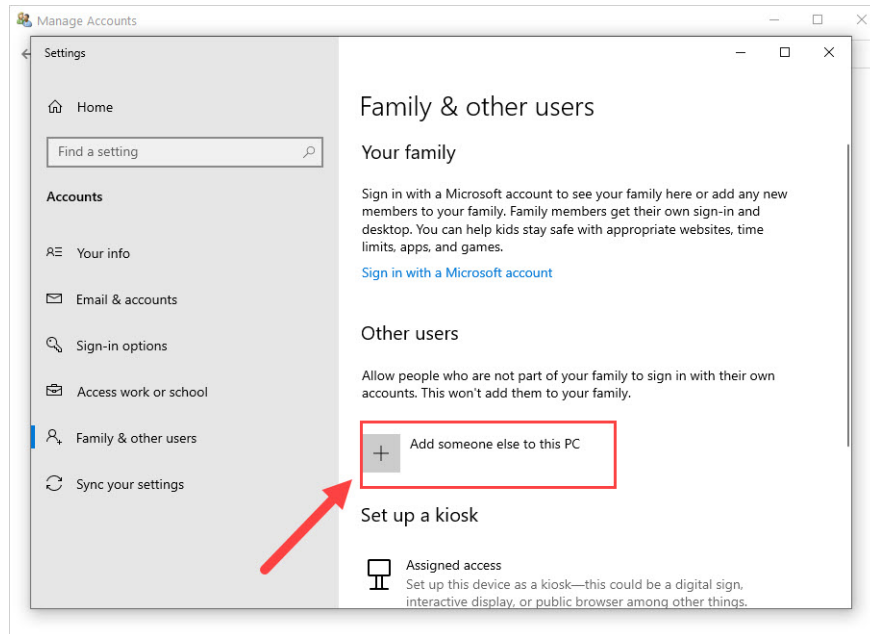 Manage Accounts
Settings
Home
Find a setting
Accounts
Your info
Email & accounts
Sign-in options
Access work or school
Family & other users
Sync your settings
Family & other users
Your family
Sign in with a Microsoft account to see your family here or add any new
members to your family. Family members get their own sign-in and
desktop. You can help kids stay safe with appropriate websites, time
limits, apps, and games.
Sign in with a Microsoft account
Other users
Allow people who are not part of your family to sign in with their own
accounts. This won't add them to your family.
Add someone else to this PC
Set up a kiosk
Assigned access
Set up this device as a kiosk—this could be a digital sign,
interactive display, or public browser among other things.